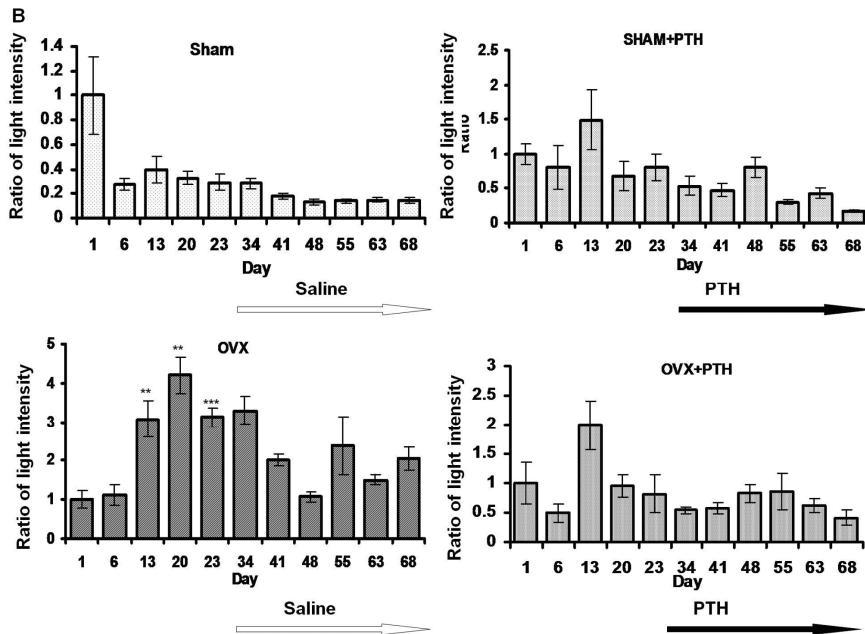 B
Sham
Ratio of light intensity
1.4
1.2
1
0.8
0.6
0.4
0.2
0
1 6 13 20 23 34 41 48 55 63 68
Day
Saline
SHAM+PTH
Ratio of light intensity
Ratio
2.5
2
1.5
1
0.5
0
1 6 13 20 23 34 41 48 55 63 68
Day
PTH
OVX
Ratio of light intensity
5
4
3
2
1
0
** ** ***
1 6 13 20 23 34 41 48 55 63 68
Day
Saline
OVX+PTH
Ratio of light intensity
3
2.5
2
1.5
1
0.5
0
1 6 13 20 23 34 41 48 55 63 68
Day
PTH